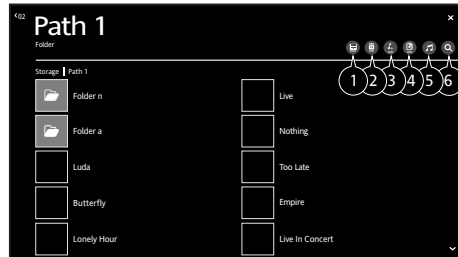 ‹02
Path 1
Folder
1 2 3 4 5 6
Storage Path 1
Folder n
Live
Folder a
Nothing
Luda
Too Late
Butterfly
Empire
Lonely Hour
Live In Concert